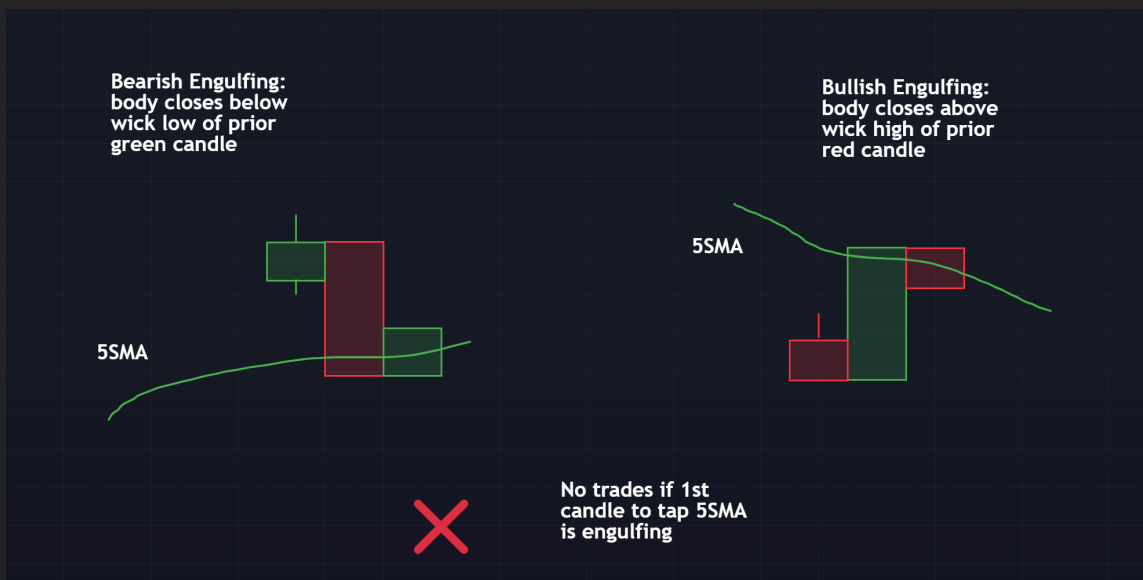 Bearish Engulfing:
body closes below
wick low of prior
green candle
Bullish Engulfing:
body closes above
wick high of prior
red candle
5SMA
5SMA
No trades if 1st
candle to tap 5SMA
is engulfing